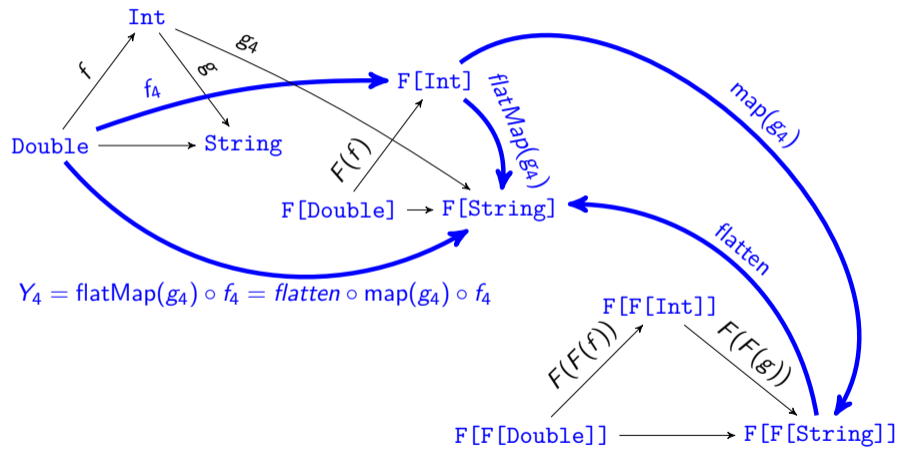 Int
g₄
f
g
F[Int]
f₄
flatMap(g₄)
map(g₄)
Double
String
F(f)
F[Double]
F[String]
flatten
Y₄ = flatMap(g₄) ∘ f₄ = flatten ∘ map(g₄) ∘ f₄
F[F[Int]]
F(F(f))
F(F(g))
F[F[Double]]
F[F[String]]